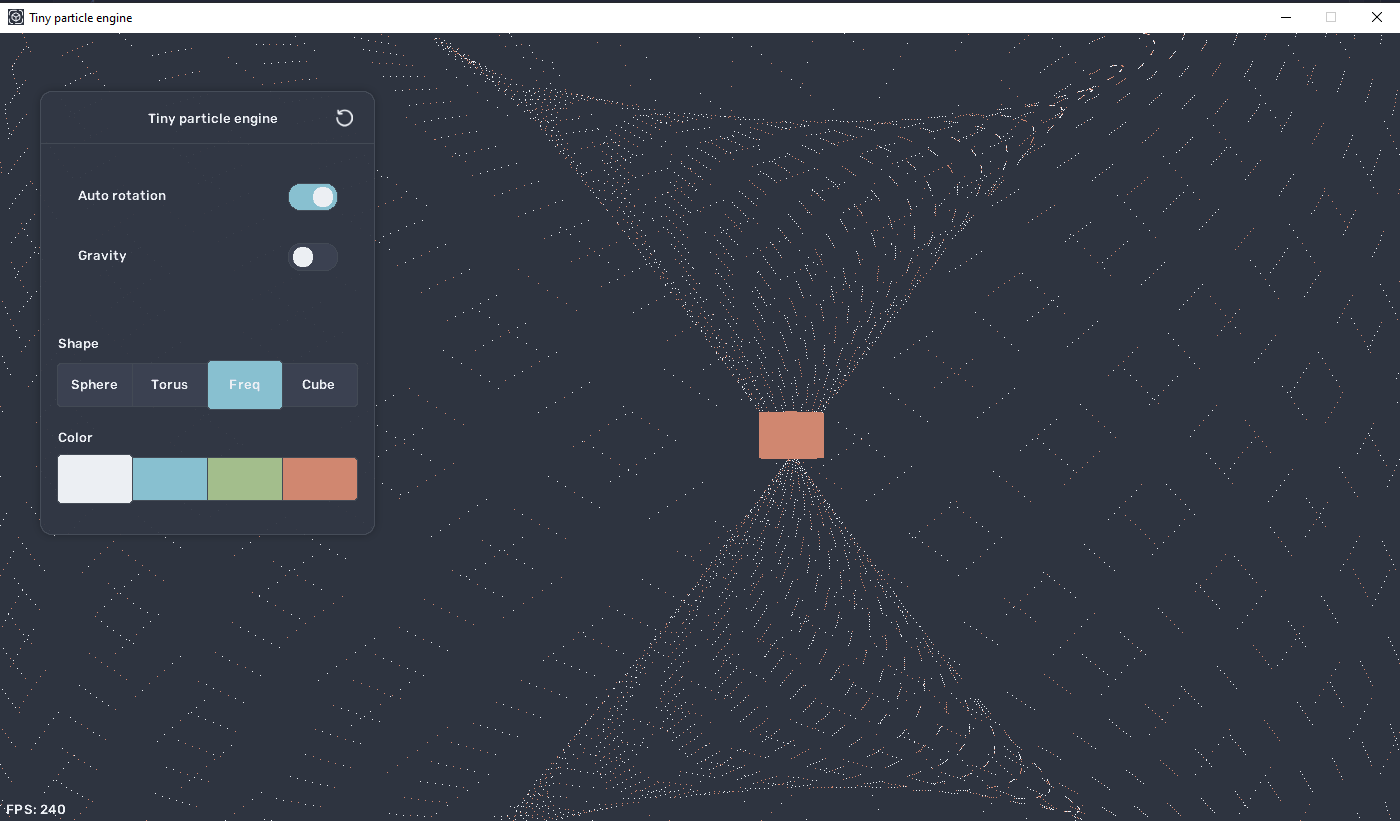 Tiny particle engine
Tiny particle engine
Auto rotation
Gravity
Shape
Sphere Torus Freq Cube
Color
FPS: 240